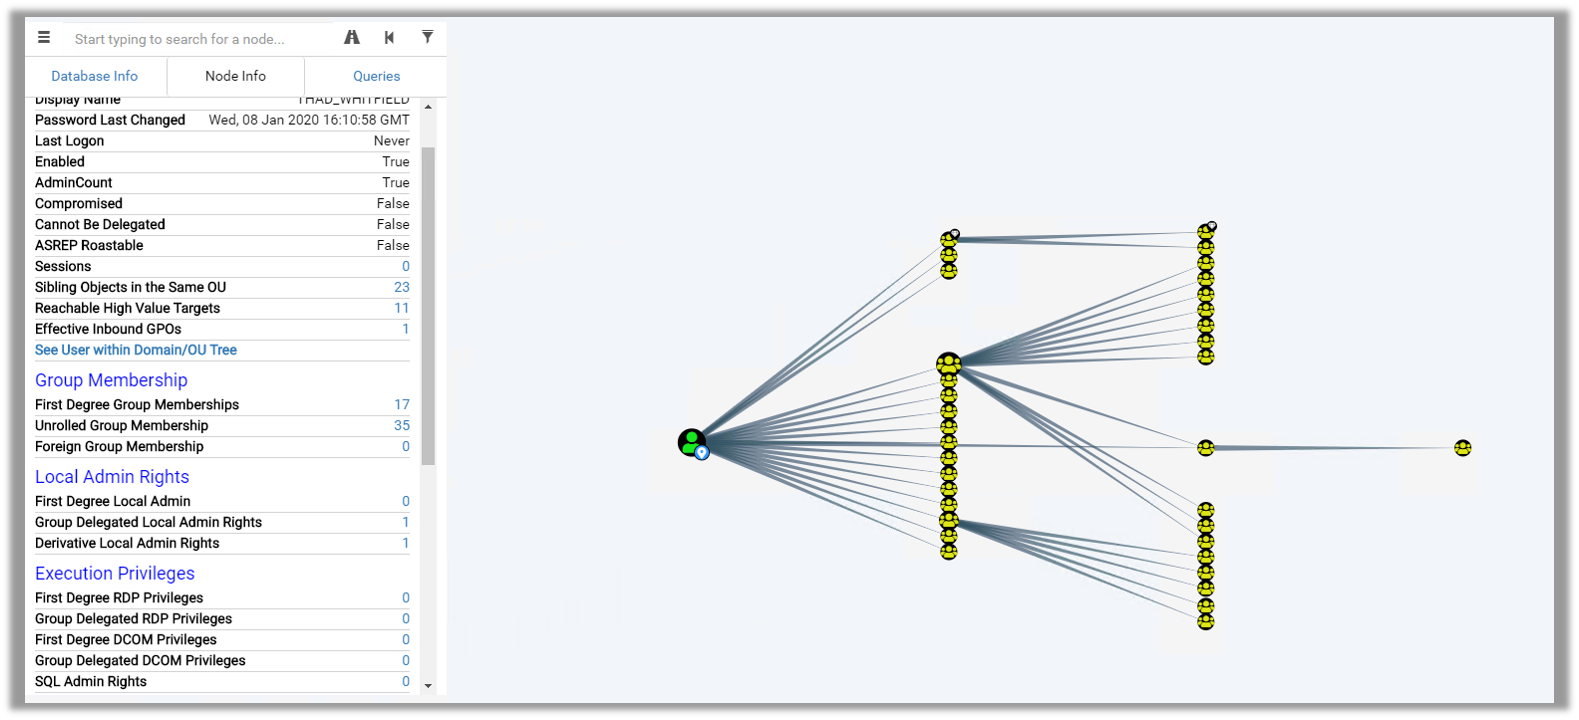 Start typing to search for a node...
Database Info Node Info Queries
Display Name THAD_WHITFIELD
Password Last Changed Wed, 08 Jan 2020 16:10:58 GMT
Last Logon Never
Enabled True
AdminCount True
Compromised False
Cannot Be Delegated False
ASREP Roastable False
Sessions 0
Sibling Objects in the Same OU 23
Reachable High Value Targets 11
Effective Inbound GPOs 1
See User within Domain/OU Tree
Group Membership
First Degree Group Memberships 17
Unrolled Group Membership 35
Foreign Group Membership 0
Local Admin Rights
First Degree Local Admin 0
Group Delegated Local Admin Rights 1
Derivative Local Admin Rights 1
Execution Privileges
First Degree RDP Privileges 0
Group Delegated RDP Privileges 0
First Degree DCOM Privileges 0
Group Delegated DCOM Privileges 0
SQL Admin Rights 0